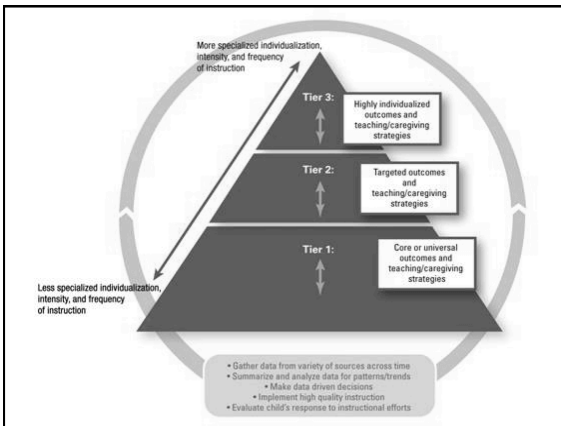 More specialized individualization,
intensity, and frequency
of instruction
Tier 3:
Highly individualized
outcomes and
teaching/caregiving
strategies
Tier 2:
Targeted outcomes
and
teaching/caregiving
strategies
Tier 1:
Core or universal
outcomes and
teaching/caregiving
strategies
Less specialized individualization,
intensity, and frequency
of instruction
• Gather data from variety of sources across time
• Summarize and analyze data for patterns/trends
• Make data driven decisions
• Implement high quality instruction
• Evaluate child's response to instructional efforts